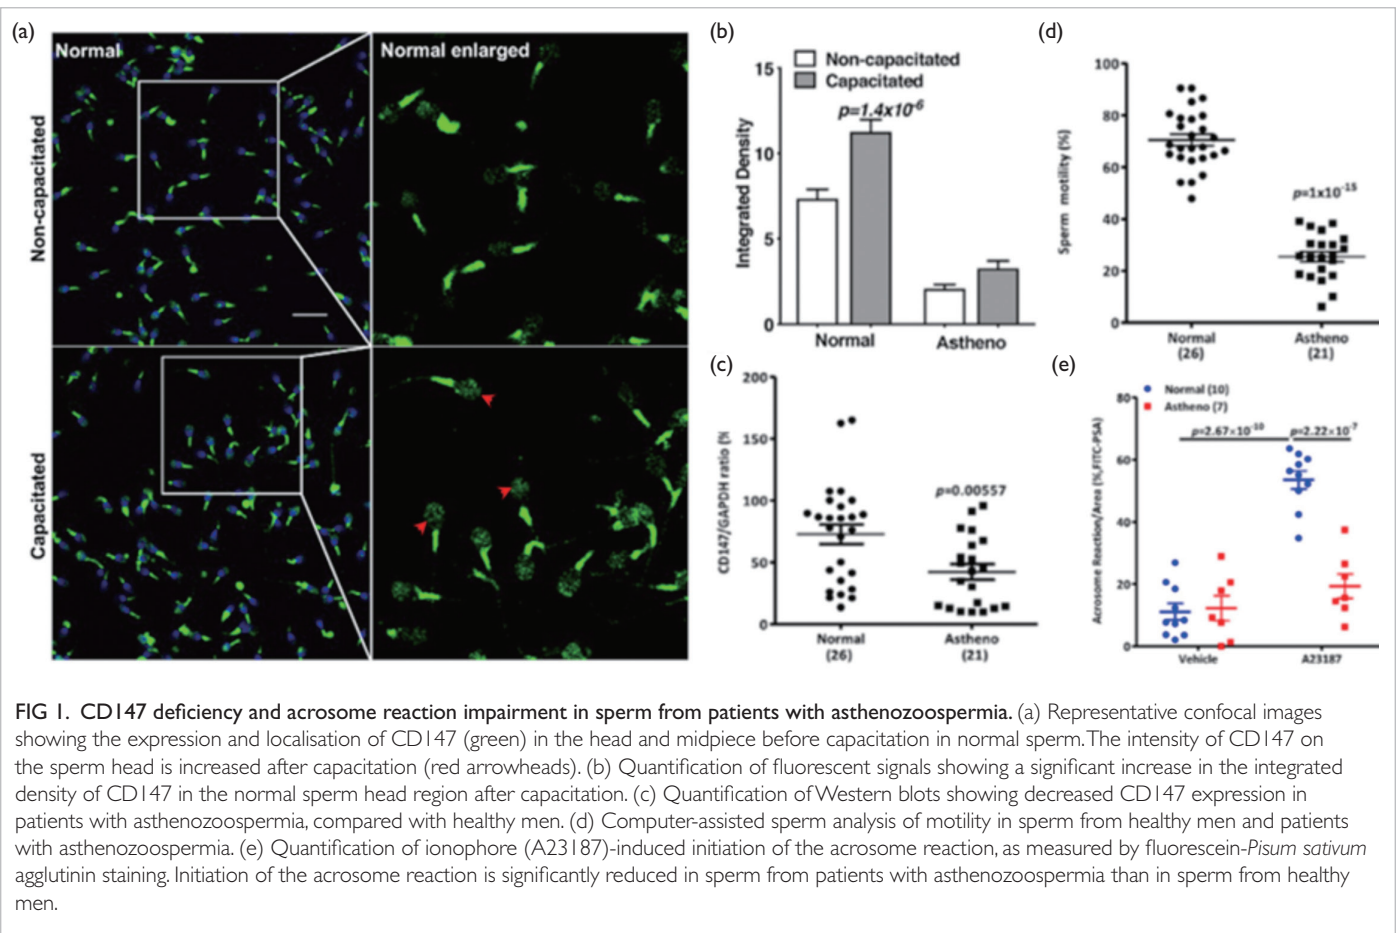 (a)
Normal
Normal enlarged
Non-capacitated
Capacitated
(b)
Non-capacitated
Capacitated
p=1.4x10-6
Integrated Density
15
10
5
0
Normal
Astheno
(c)
CD147/GAPDH ratio (%
200
150
100
50
0
p=0.00557
Normal
(26)
Astheno
(21)
(d)
Sperm motility (%)
100
80
60
40
20
0
p=1x10-15
Normal
(26)
Astheno
(21)
(e)
Normal (10)
Astheno (7)
Acrosome Reaction/Area (%,FITC-PSA)
80
60
40
20
0
p=2.67×10-10
p=2.22×10-7
Vehicle
A23187
FIG 1. CD147 deficiency and acrosome reaction impairment in sperm from patients with asthenozoospermia. (a) Representative confocal images
showing the expression and localisation of CD147 (green) in the head and midpiece before capacitation in normal sperm. The intensity of CD147 on
the sperm head is increased after capacitation (red arrowheads). (b) Quantification of fluorescent signals showing a significant increase in the integrated
density of CD147 in the normal sperm head region after capacitation. (c) Quantification of Western blots showing decreased CD147 expression in
patients with asthenozoospermia, compared with healthy men. (d) Computer-assisted sperm analysis of motility in sperm from healthy men and patients
with asthenozoospermia. (e) Quantification of ionophore (A23187)-induced initiation of the acrosome reaction, as measured by fluorescein-Pisum sativum
agglutinin staining. Initiation of the acrosome reaction is significantly reduced in sperm from patients with asthenozoospermia than in sperm from healthy
men.